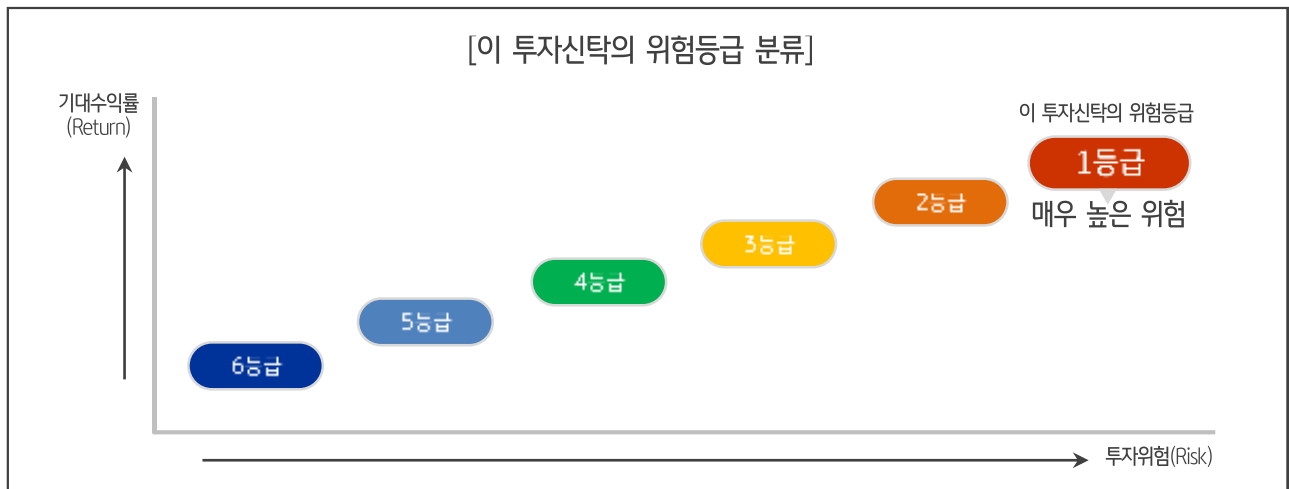 [이 투자신탁의 위험등급 분류]
기대수익률
(Return)
이 투자신탁의 위험등급
1등급
매우 높은 위험
2등급
3등급
4등급
5등급
6등급
투자위험(Risk)